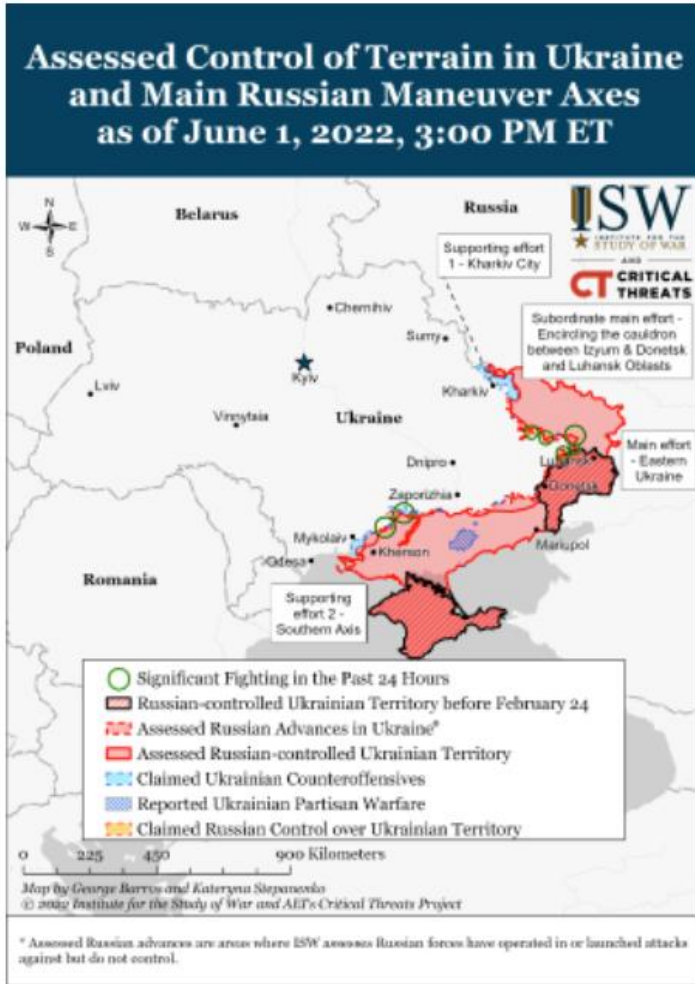 Assessed Control of Terrain in Ukraine
and Main Russian Maneuver Axes
as of June 1, 2022, 3:00 PM ET
N
W
E
S
Belarus
Russia
ISW
INSTITUTE FOR THE
STUDY OF WAR
AND
CT CRITICAL
THREATS
Supporting effort
1 - Kharkiv City
Subordinate main effort -
Encircling the cauldron
between Izyum & Donetsk
and Luhansk Oblasts
Chernihiv
Sumy
Poland
Kyiv
Lviv
Kharkiv
Vinnytsia
Ukraine
Main effort
- Eastern
Ukraine
Luhansk
Dnipro
Donetsk
Zaporizhia
Mykolaiv
Mariupol
Kherson
Odesa
Romania
Supporting
effort 2 -
Southern Axis
Significant Fighting in the Past 24 Hours
Russian-controlled Ukrainian Territory before February 24
Assessed Russian Advances in Ukraine*
Assessed Russian-controlled Ukrainian Territory
Claimed Ukrainian Counteroffensives
Reported Ukrainian Partisan Warfare
Claimed Russian Control over Ukrainian Territory
0 225 450 900 Kilometers
Map by George Barros and Kateryna Stepanenko
© 2022 Institute for the Study of War and AEI's Critical Threats Project
* Assessed Russian advances are areas where ISW assesses Russian forces have operated in or launched attacks
against but do not control.